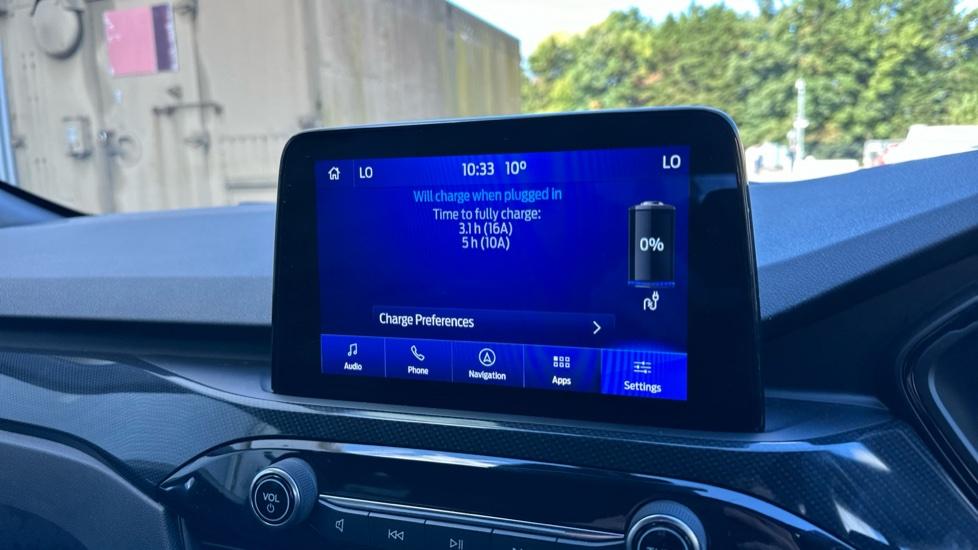 LO 10:33 10° LO
Will charge when plugged in
Time to fully charge:
3.1 h (16A)
5 h (10A)
0%
Charge Preferences
Audio Phone Navigation Apps Settings
VOL